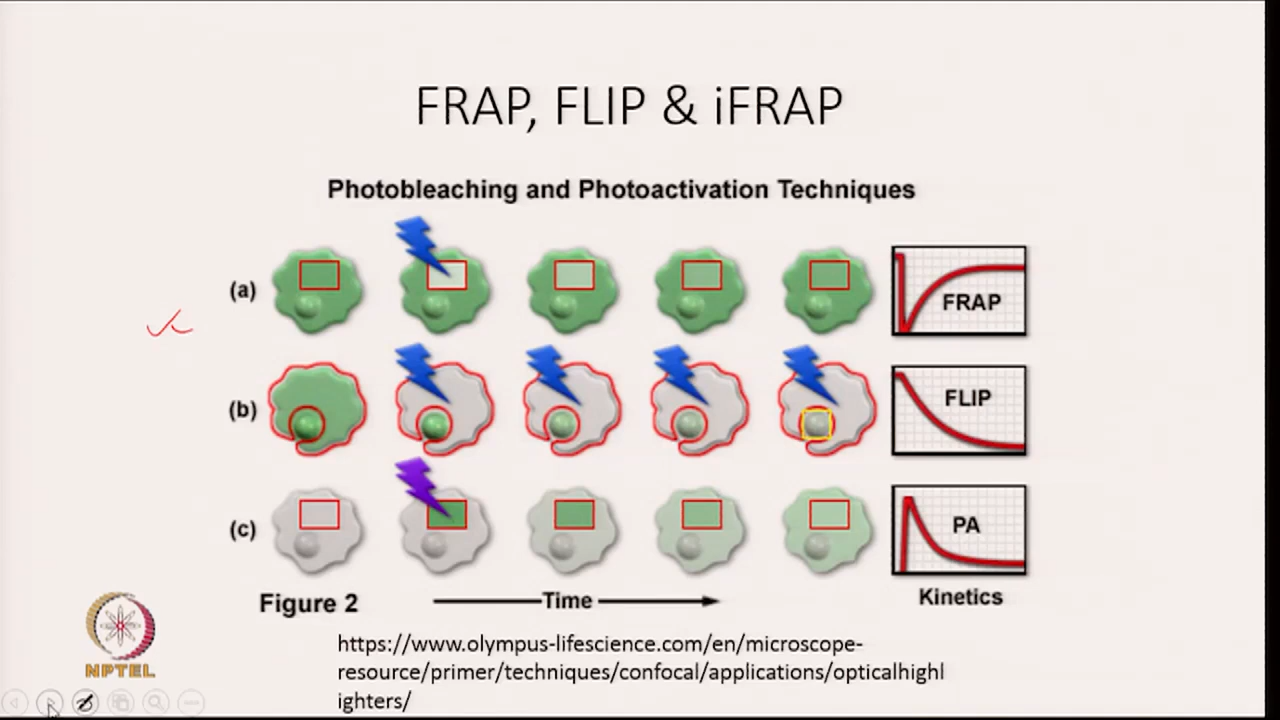 FRAP, FLIP & iFRAP
Photobleaching and Photoactivation Techniques
(a)
FRAP
(b)
FLIP
(c)
PA
Figure 2
Time
Kinetics
https://www.olympus-lifescience.com/en/microscope-
resource/primer/techniques/confocal/applications/opticalhighl
ighters/
NPTEL